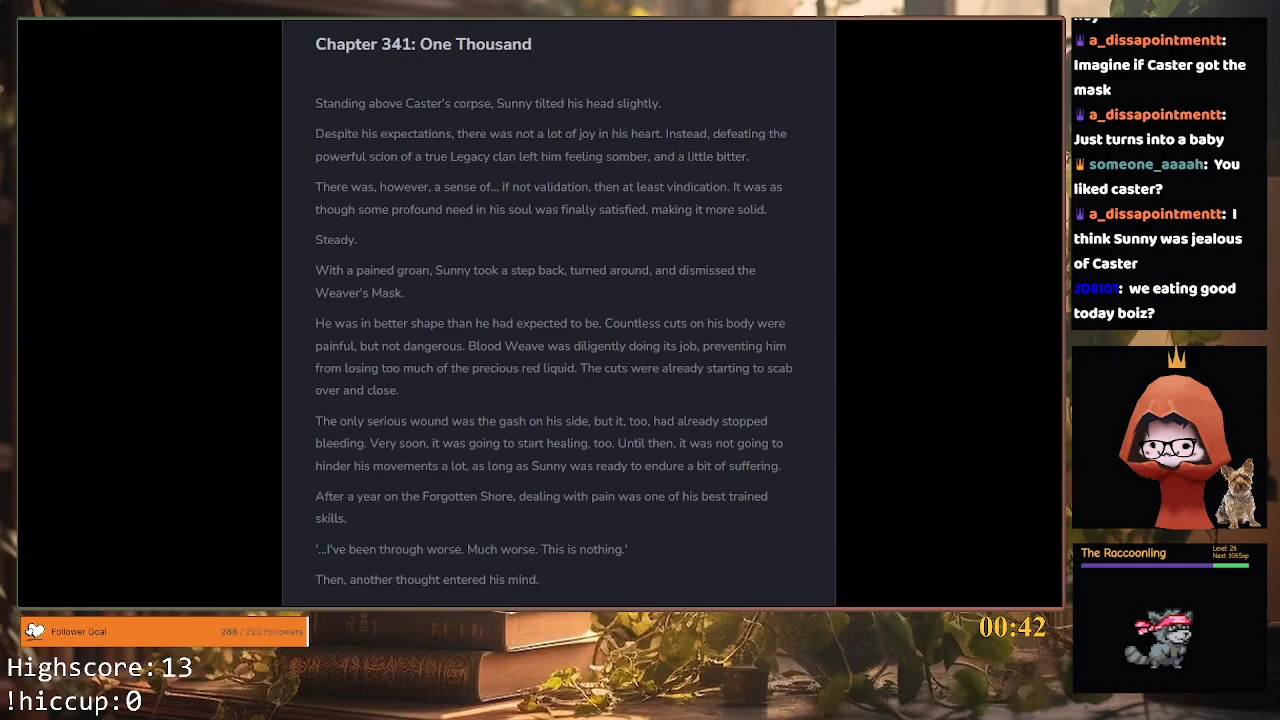 Chapter 341: One Thousand
Standing above Caster's corpse, Sunny tilted his head slightly.
Despite his expectations, there was not a lot of joy in his heart. Instead, defeating the
powerful scion of a true Legacy clan left him feeling somber, and a little bitter.
There was, however, a sense of... if not validation, then at least vindication. It was as
though some profound need in his soul was finally satisfied, making it more solid.
Steady.
With a pained groan, Sunny took a step back, turned around, and dismissed the
Weaver's Mask.
He was in better shape than he had expected to be. Countless cuts on his body were
painful, but not dangerous. Blood Weave was diligently doing its job, preventing him
from losing too much of the precious red liquid. The cuts were already starting to scab
over and close.
The only serious wound was the gash on his side, but it, too, had already stopped
bleeding. Very soon, it was going to start healing, too. Until then, it was not going to
hinder his movements a lot, as long as Sunny was ready to endure a bit of suffering.
After a year on the Forgotten Shore, dealing with pain was one of his best trained
skills.
'...I've been through worse. Much worse. This is nothing.'
Then, another thought entered his mind.
a_dissapointmentt:
Imagine if Caster got the
mask
a_dissapointmentt:
Just turns into a baby
someone_aaaah: You
liked caster?
a_dissapointmentt: I
think Sunny was jealous
of Caster
JDEI01: we eating good
today boiz?
The Raccoonling
Level: 26
Next: 1065xp
Follower Goal
288 / 290 Followers
00:42
Highscore:13
!hiccup:0